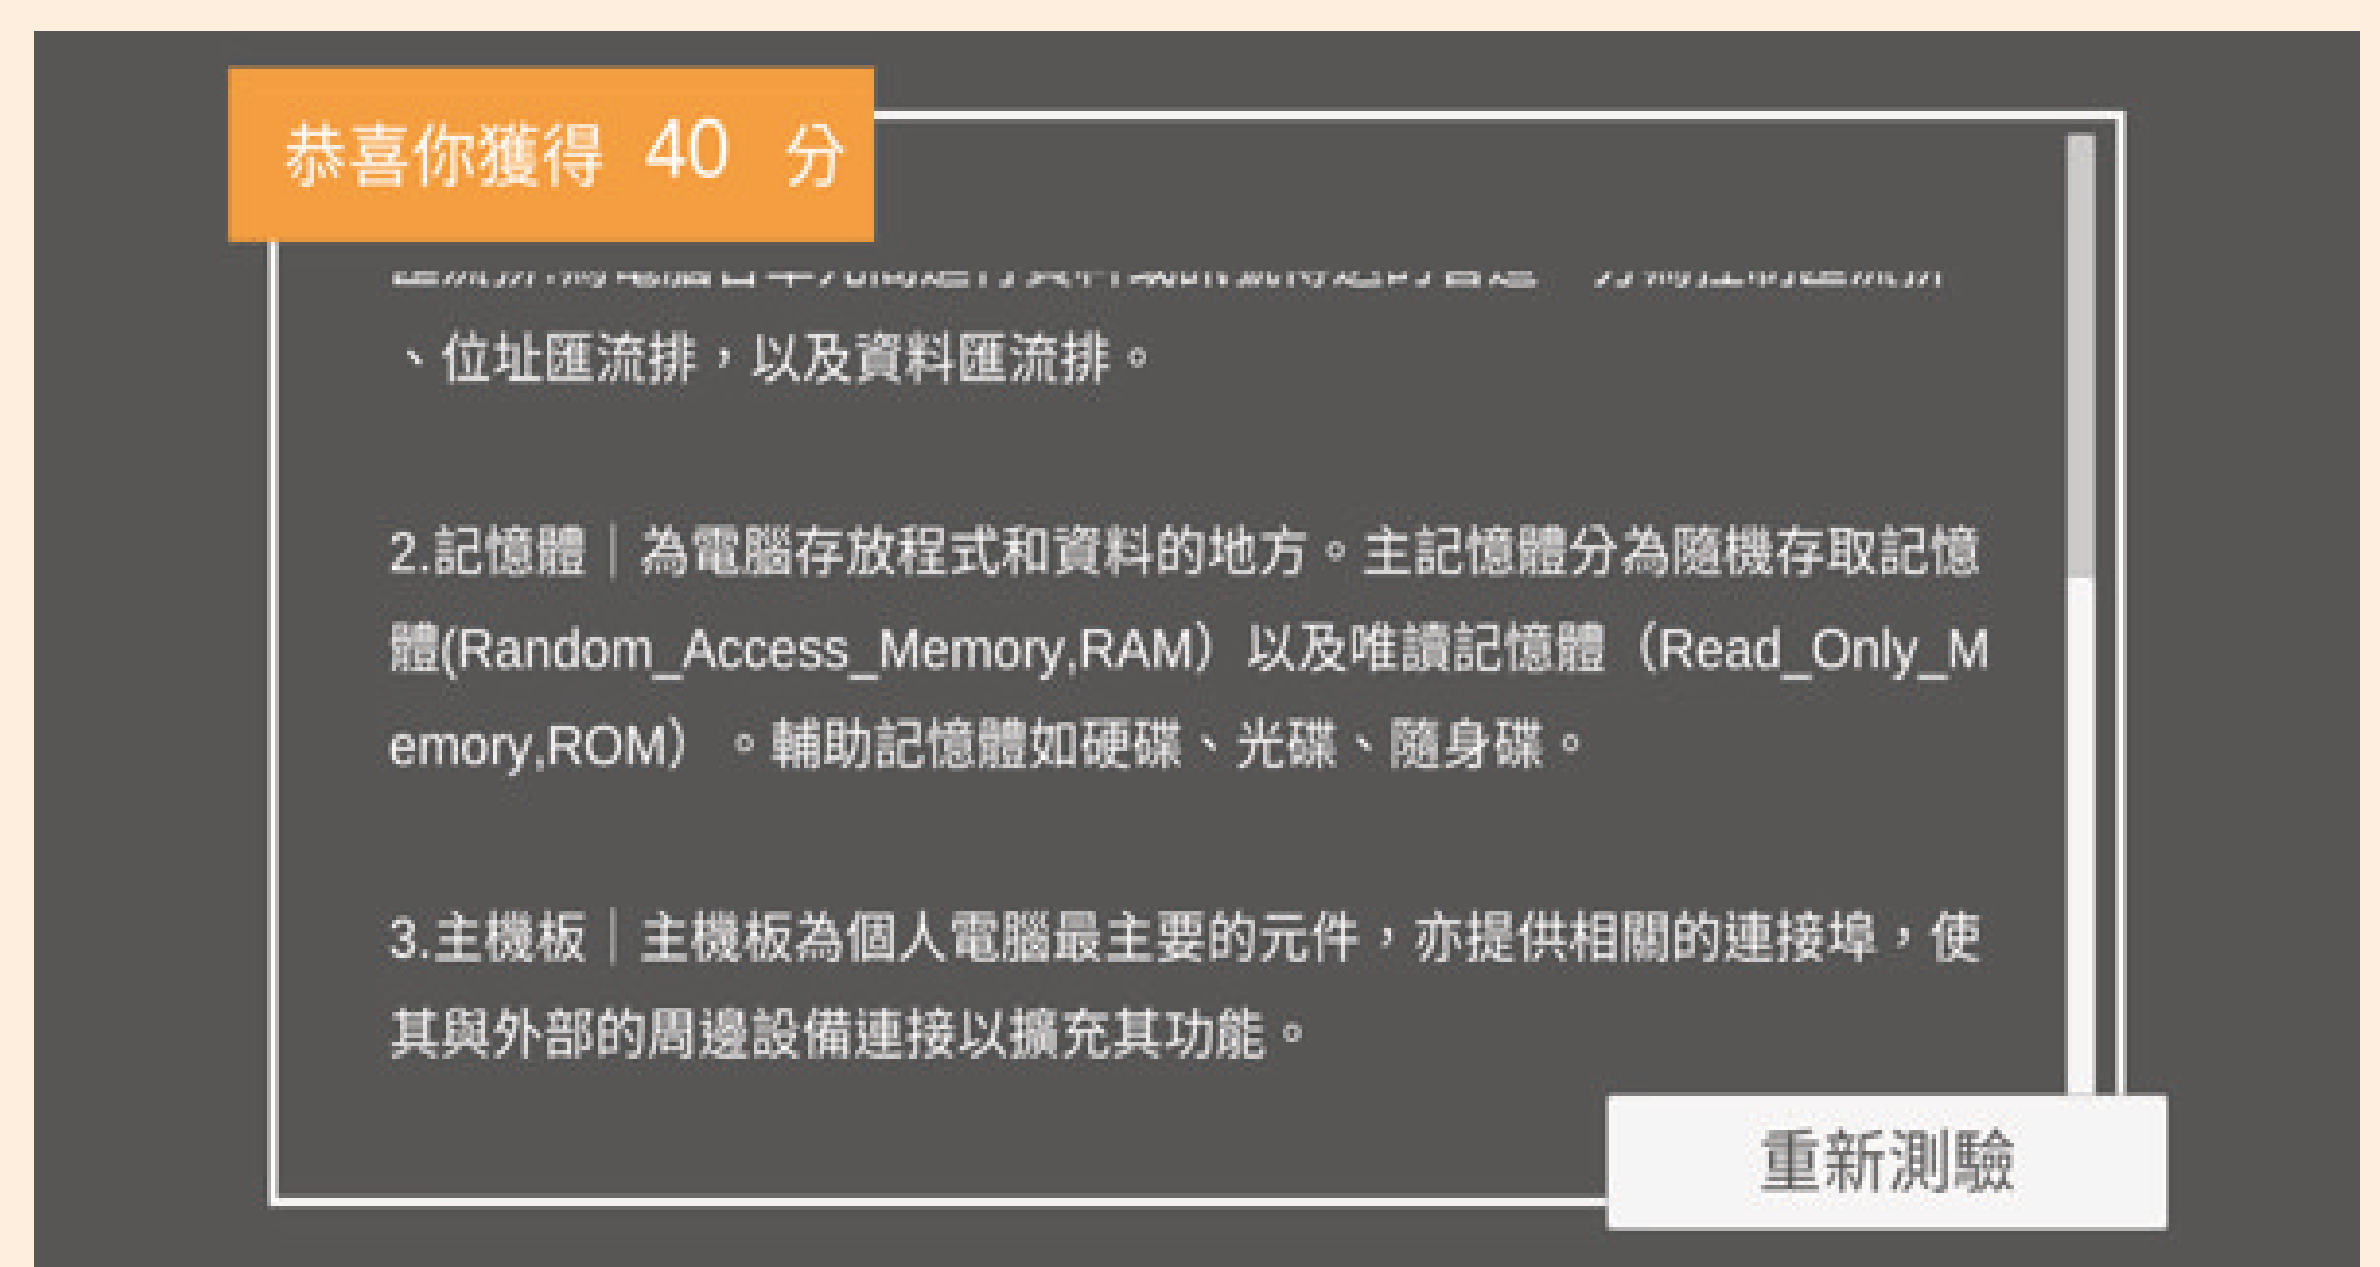 恭喜你獲得 40 分
、位址匯流排，以及資料匯流排。
2.記憶體｜為電腦存放程式和資料的地方。主記憶體分為隨機存取記憶
體(Random_Access_Memory,RAM）以及唯讀記憶體（Read_Only_M
emory,ROM）。輔助記憶體如硬碟、光碟、隨身碟。
3.主機板｜主機板為個人電腦最主要的元件，亦提供相關的連接埠，使
其與外部的周邊設備連接以擴充其功能。
重新測驗